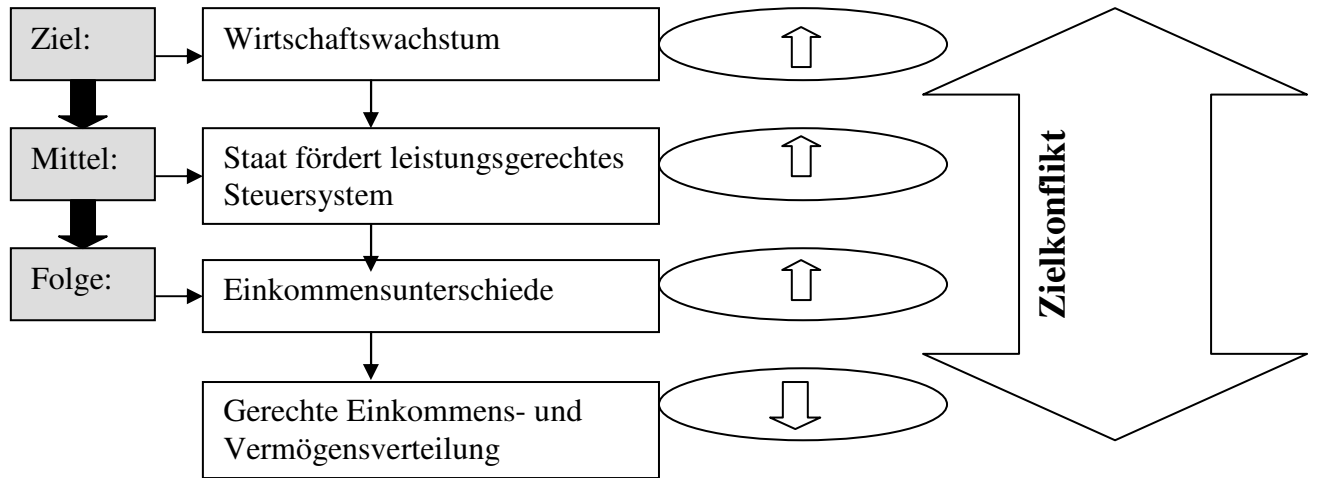 Ziel:
Wirtschaftswachstum
Mittel:
Staat fördert leistungsgerechtes
Steuersystem
Folge:
Einkommensunterschiede
Gerechte Einkommens- und
Vermögensverteilung
Zielkonflikt